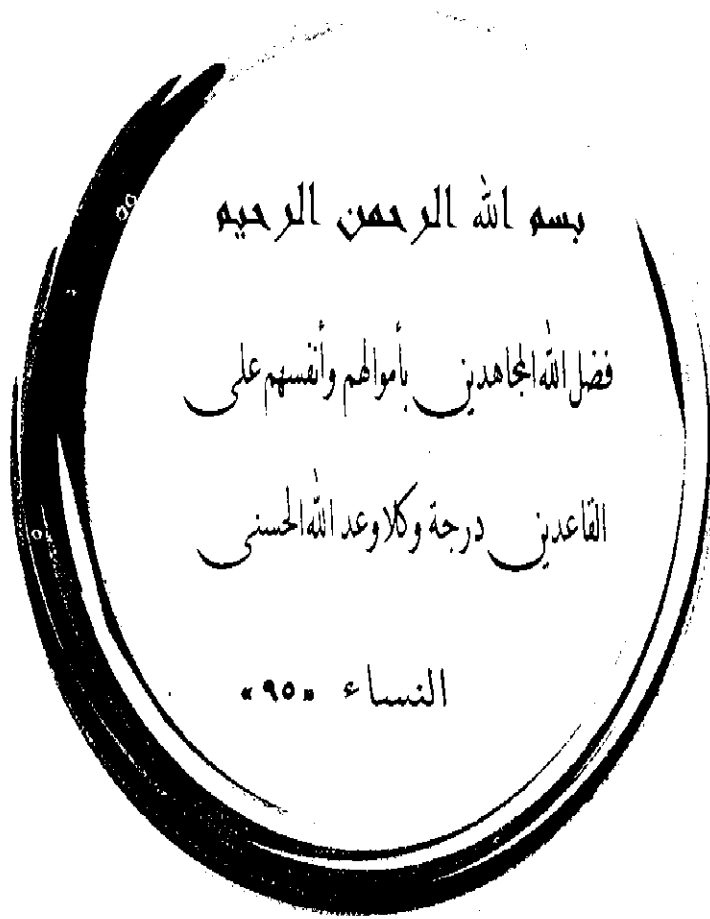 بسم الله الرحمن الرحيم
فضل الله المجاهدين بأموالهم وأنفسهم على
القاعدين درجة وكلا وعد الله الحسنى
النساء «٩٥»